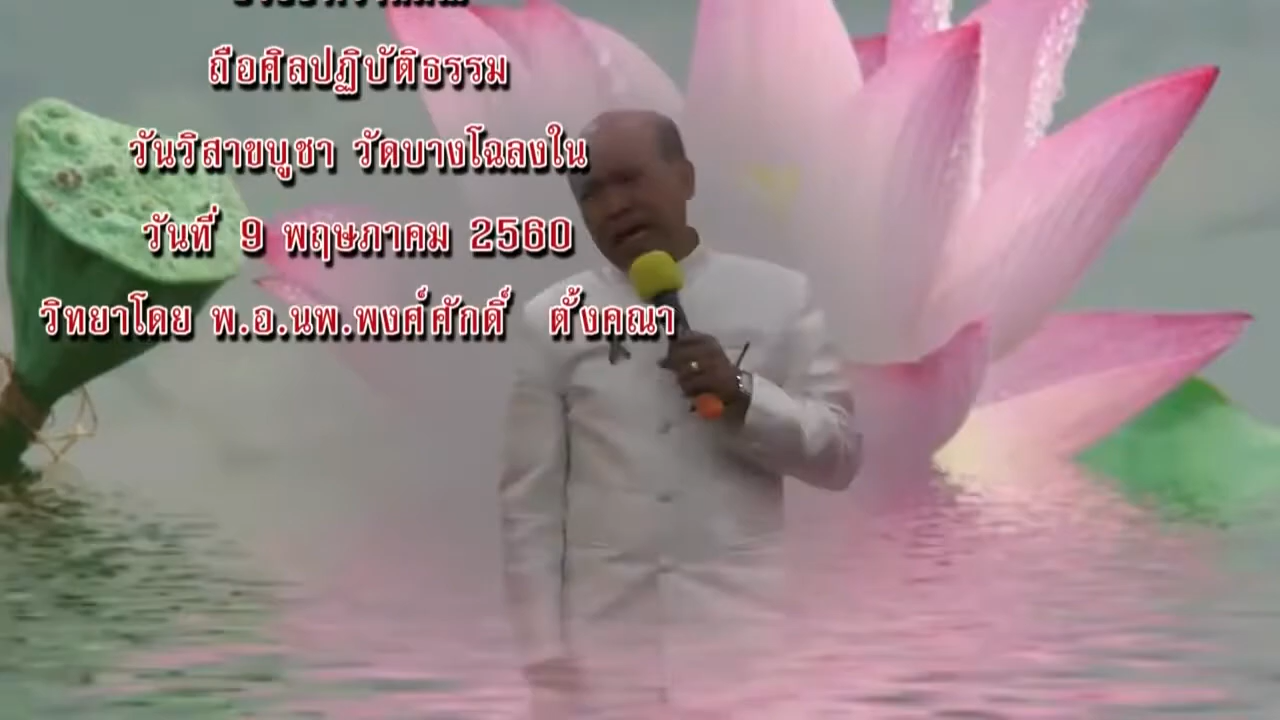 ถือศิลปฏิบัติธรรม
วันวิสาขบูชา วัดบางโฉลงใน
วันที่ 9 พฤษภาคม 2560
วิทยาโดย พ.อ.นพ.พงศ์ศักดิ์ ตั้งคณา